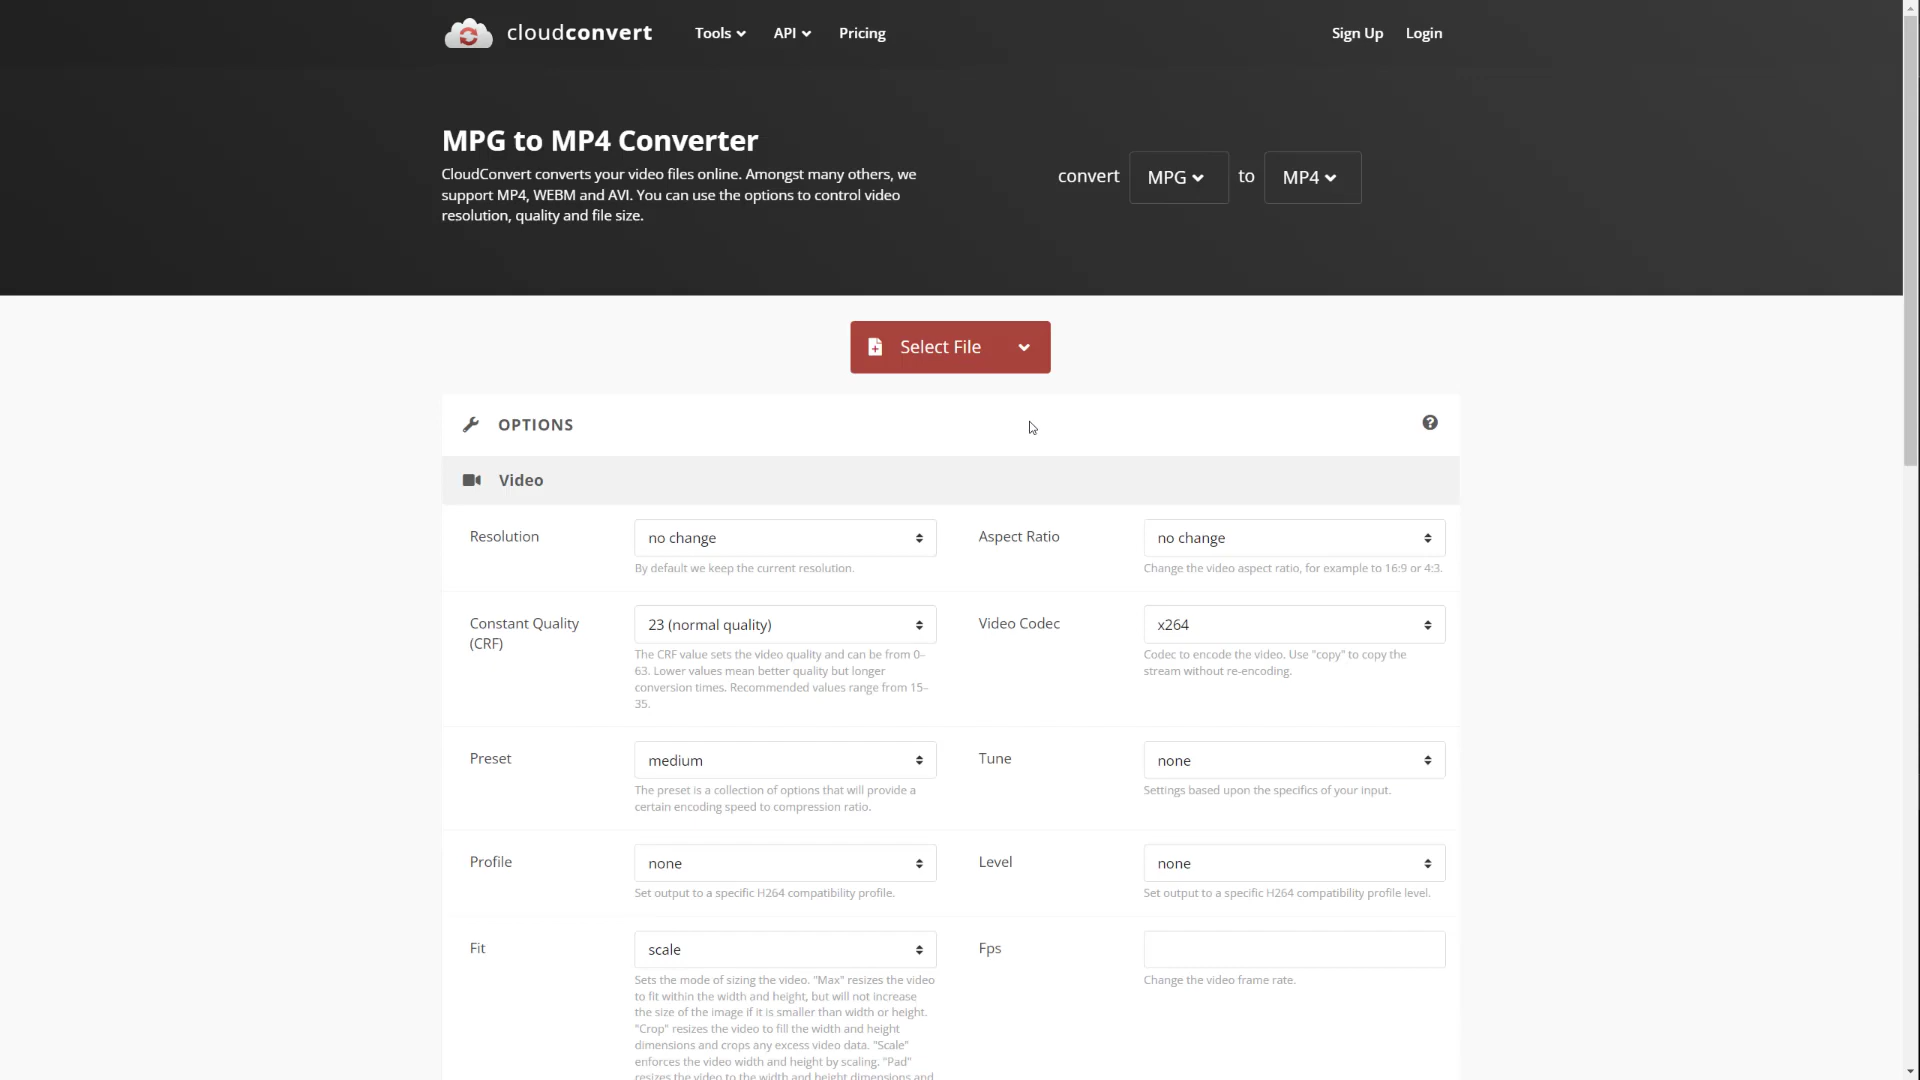 cloudconvert
Tools
API
Pricing
Sign Up
Login
MPG to MP4 Converter
CloudConvert converts your video files online. Amongst many others, we
support MP4, WEBM and AVI. You can use the options to control video
resolution, quality and file size.
convert
MPG
to
MP4
Select File
OPTIONS
Video
Resolution
no change
By default we keep the current resolution.
Aspect Ratio
no change
Change the video aspect ratio, for example to 16:9 or 4:3.
Constant Quality
(CRF)
23 (normal quality)
The CRF value sets the video quality and can be from 0–
63. Lower values mean better quality but longer
conversion times. Recommended values range from 15–
35.
Video Codec
x264
Codec to encode the video. Use "copy" to copy the
stream without re-encoding.
Preset
medium
The preset is a collection of options that will provide a
certain encoding speed to compression ratio.
Tune
none
Settings based upon the specifics of your input.
Profile
none
Set output to a specific H264 compatibility profile.
Level
none
Set output to a specific H264 compatibility profile level.
Fit
scale
Sets the mode of sizing the video. "Max" resizes the video
to fit within the width and height, but will not increase
the size of the image if it is smaller than width or height.
"Crop" resizes the video to fill the width and height
dimensions and crops any excess video data. "Scale"
enforces the video width and height by scaling. "Pad"
resizes the video to the width and height dimensions and
Fps
Change the video frame rate.